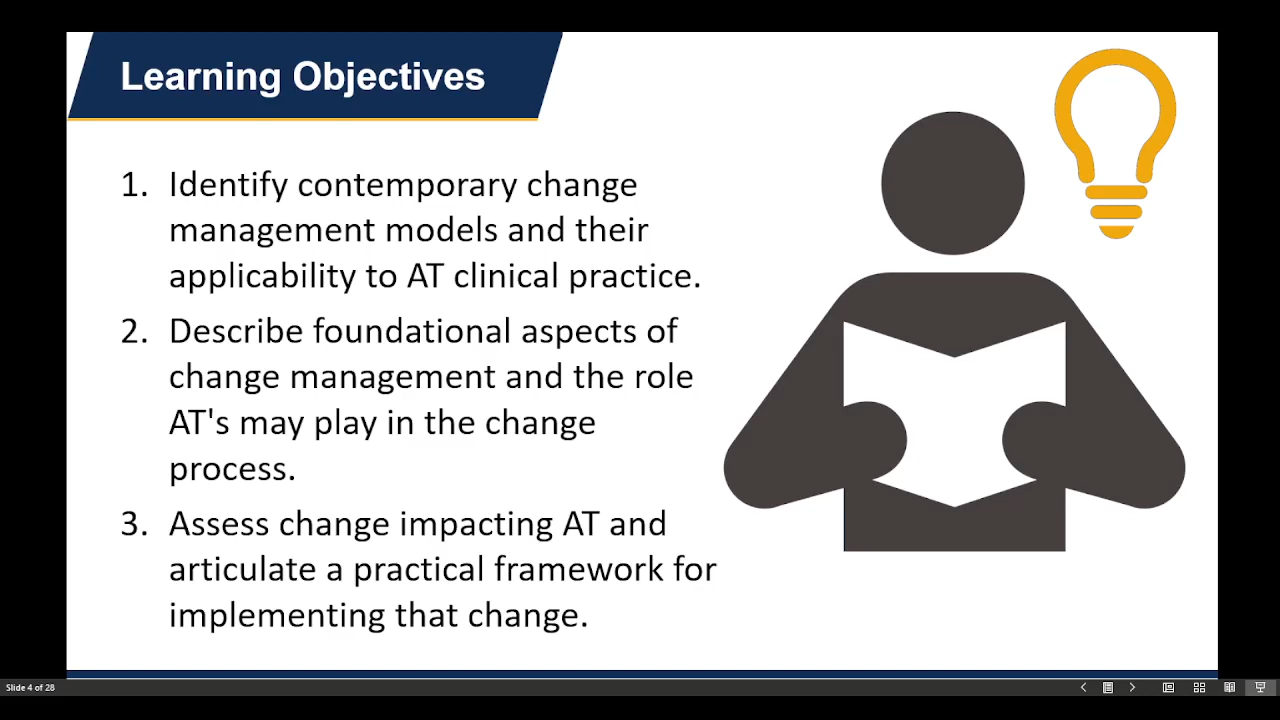 Learning Objectives
1. Identify contemporary change
management models and their
applicability to AT clinical practice.
2. Describe foundational aspects of
change management and the role
AT's may play in the change
process.
3. Assess change impacting AT and
articulate a practical framework for
implementing that change.
Slide 4 of 28